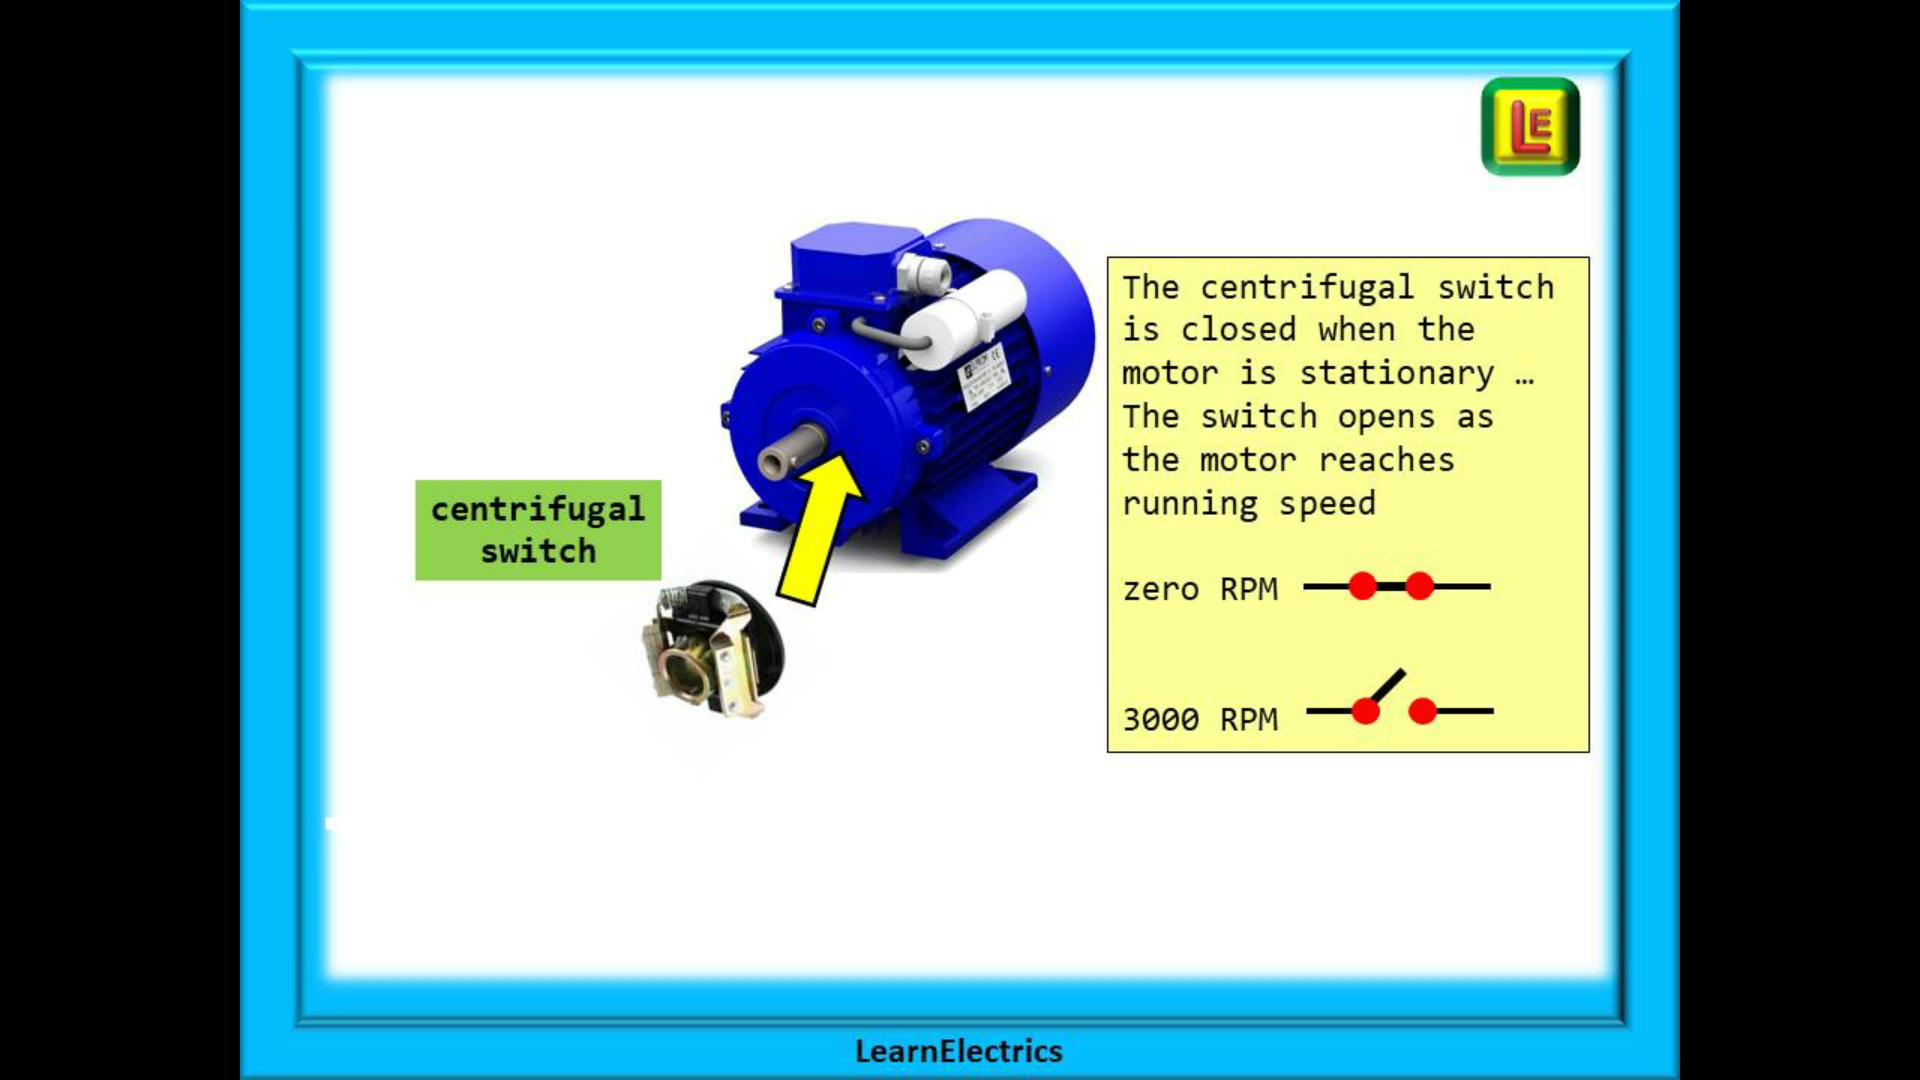 LE
The centrifugal switch
is closed when the
motor is stationary …
The switch opens as
the motor reaches
running speed
centrifugal
switch
zero RPM
3000 RPM
LearnElectrics